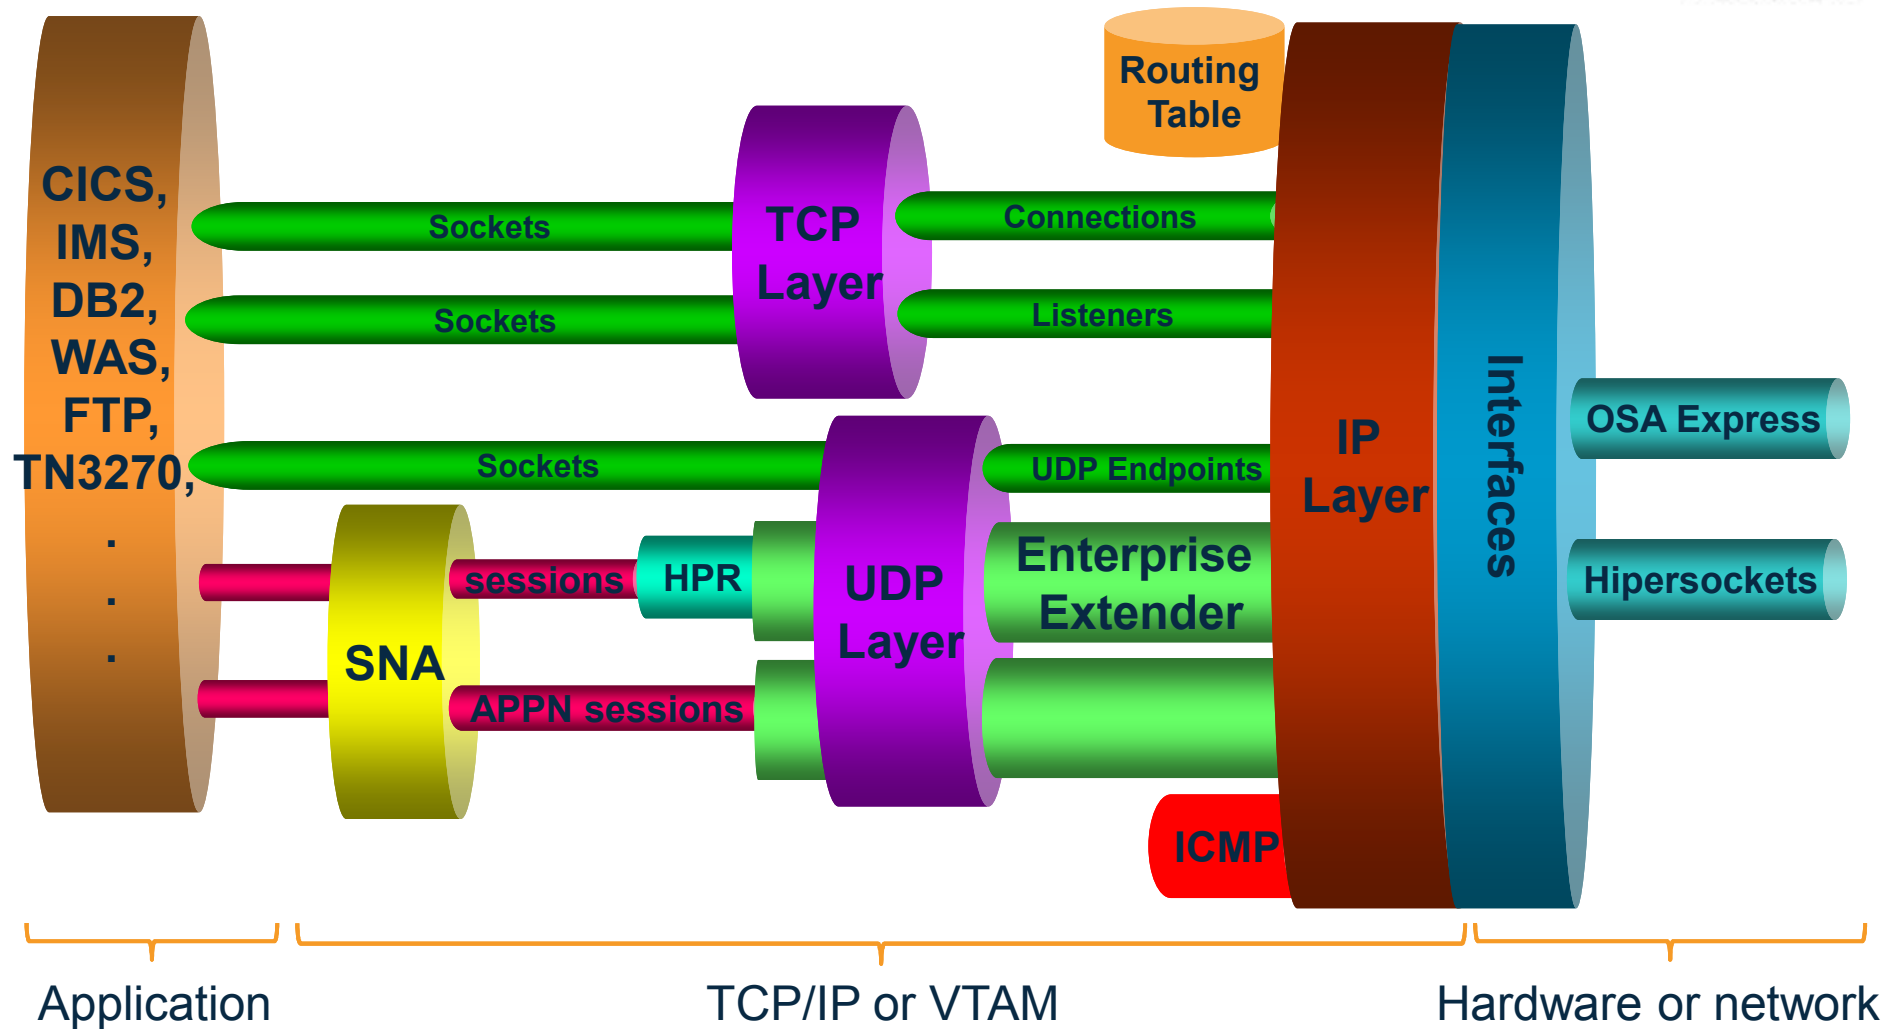 CICS,
IMS,
DB2,
WAS,
FTP,
TN3270,
.
.
.
Sockets
Sockets
Sockets
SNA
sessions
HPR
APPN sessions
TCP
Layer
UDP
Layer
Connections
Listeners
UDP Endpoints
Enterprise
Extender
ICMP
Routing
Table
IP
Layer
Interfaces
OSA Express
Hipersockets
Application
TCP/IP or VTAM
Hardware or network